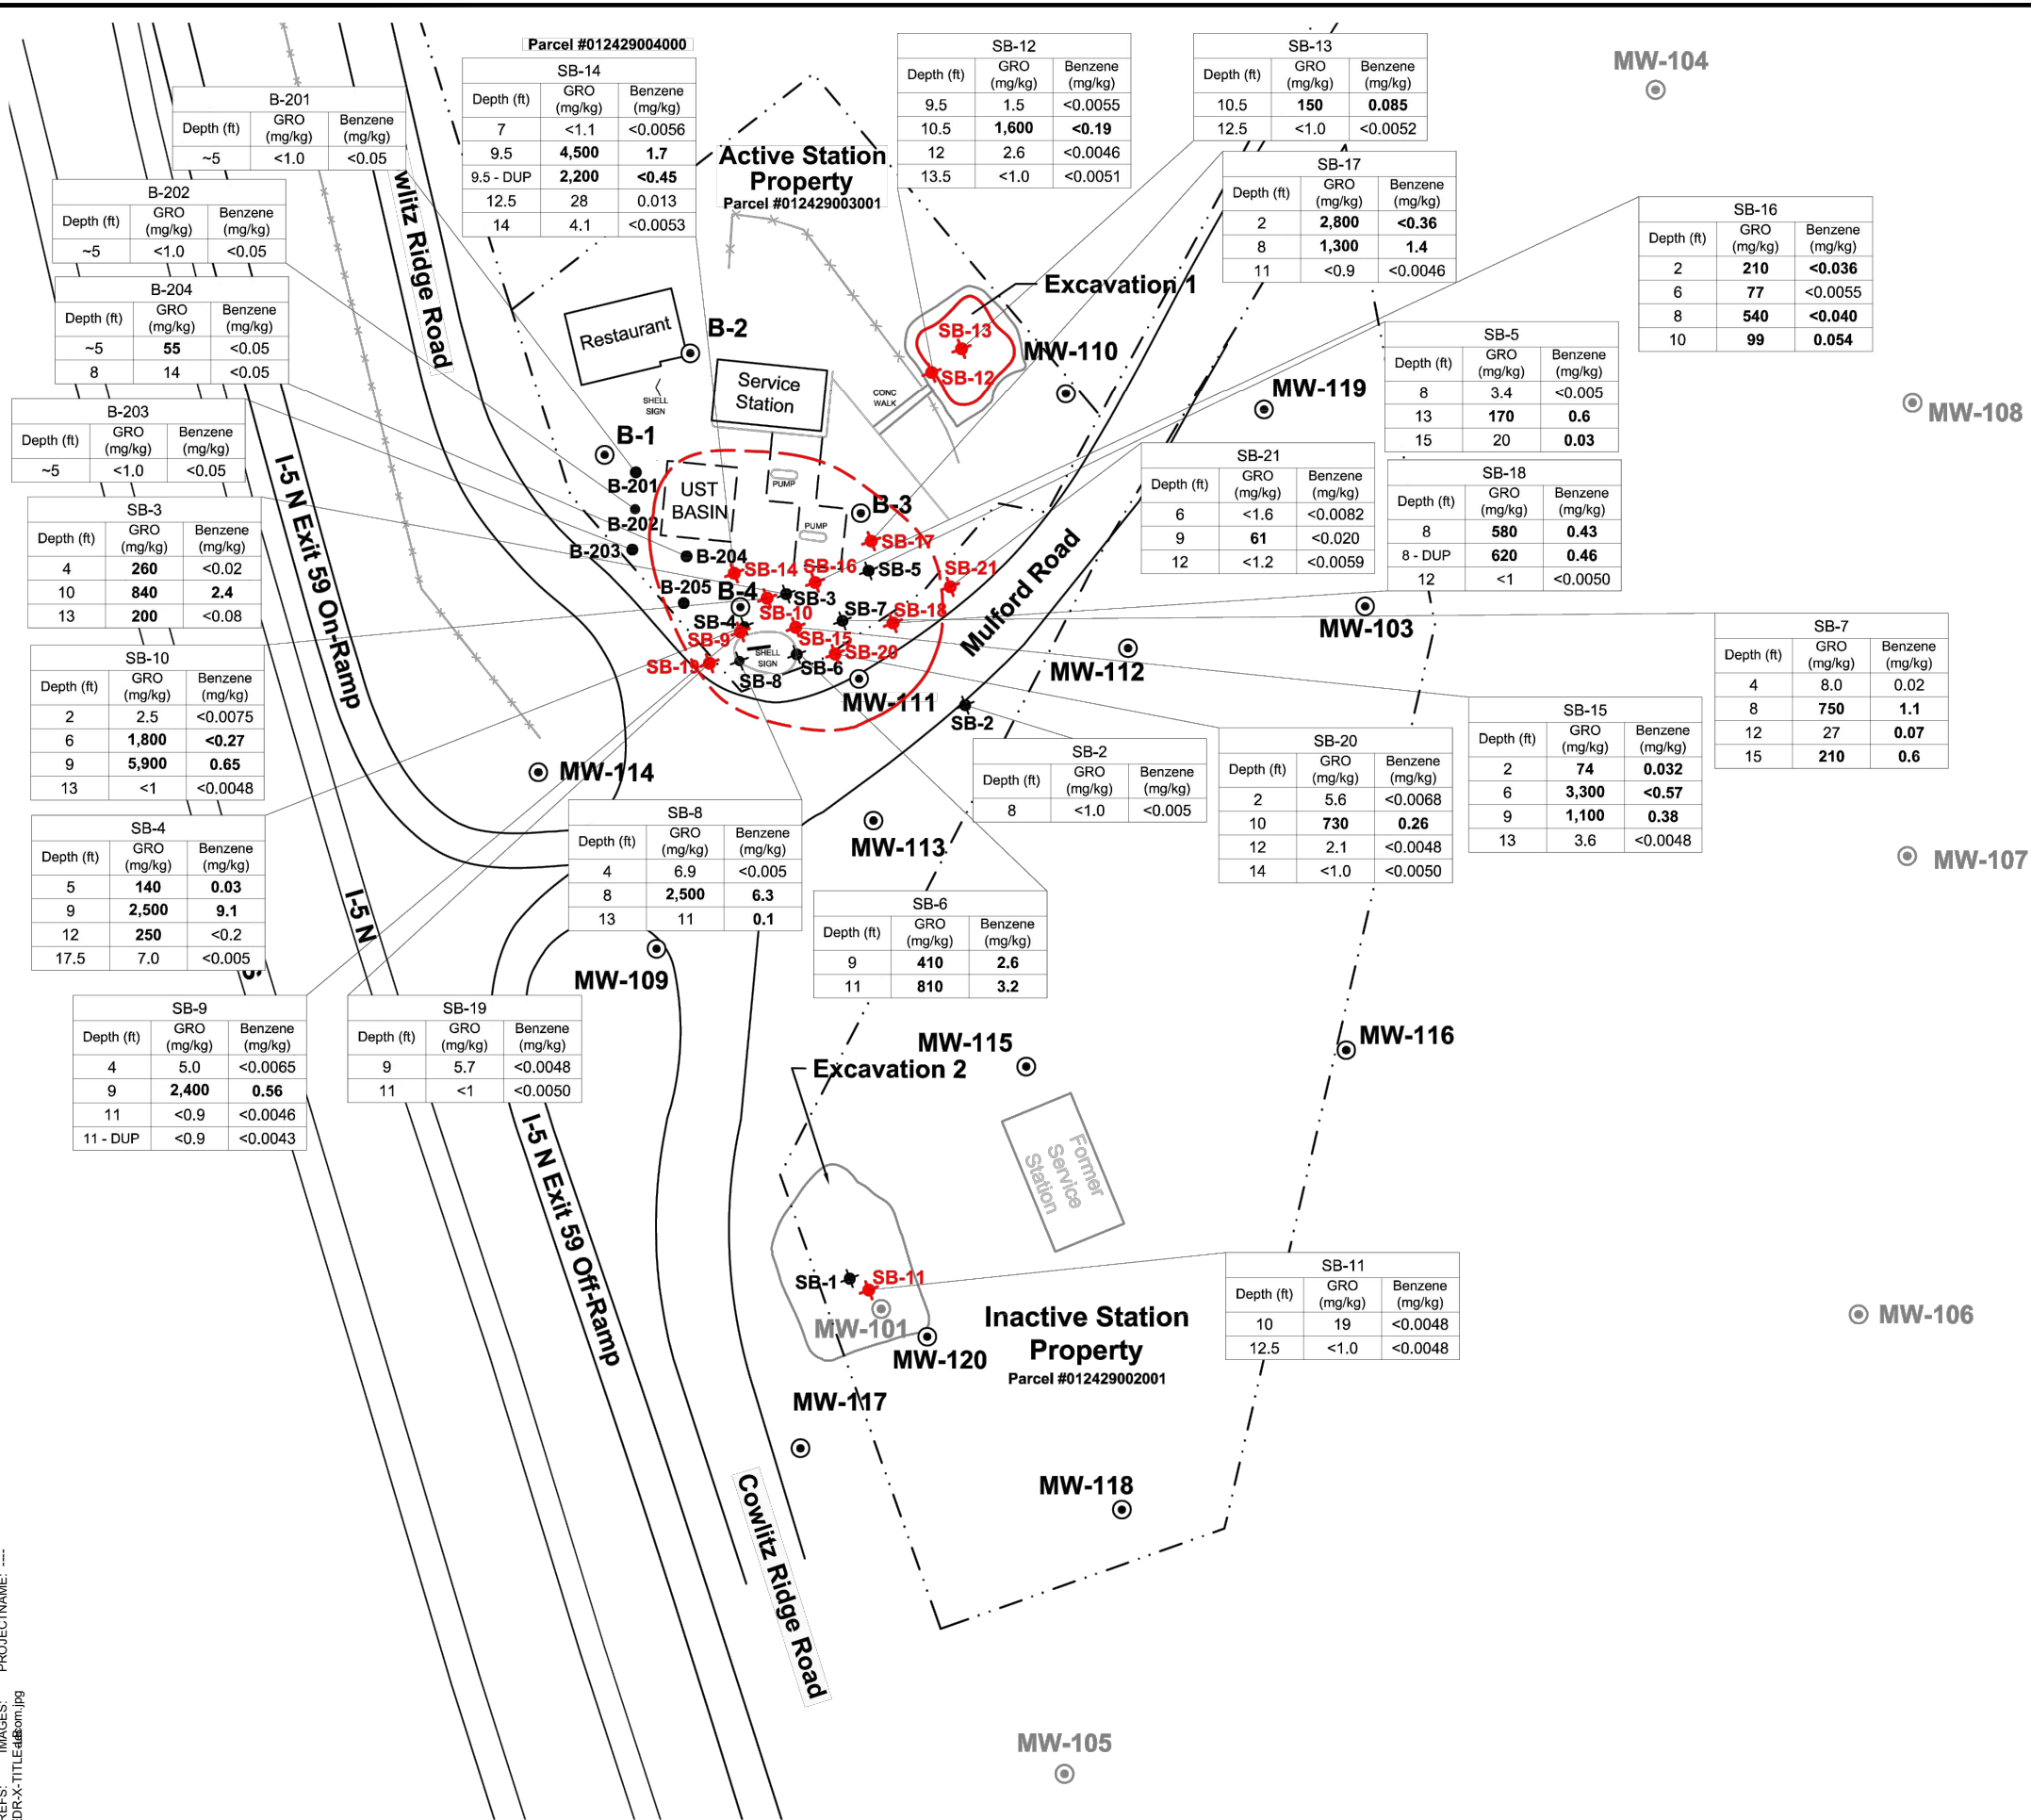 Parcel #012429004000
SB-14
Depth (ft) GRO (mg/kg) Benzene (mg/kg)
7 <1.1 <0.0056
9.5 4,500 1.7
9.5 - DUP 2,200 <0.45
12.5 28 0.013
14 4.1 <0.0053
SB-12
Depth (ft) GRO (mg/kg) Benzene (mg/kg)
9.5 1.5 <0.0055
10.5 1,600 <0.19
12 2.6 <0.0046
13.5 <1.0 <0.0051
SB-13
Depth (ft) GRO (mg/kg) Benzene (mg/kg)
10.5 150 0.085
12.5 <1.0 <0.0052
MW-104
B-201
Depth (ft) GRO (mg/kg) Benzene (mg/kg)
~5 <1.0 <0.05
B-202
Depth (ft) GRO (mg/kg) Benzene (mg/kg)
~5 <1.0 <0.05
B-204
Depth (ft) GRO (mg/kg) Benzene (mg/kg)
~5 55 <0.05
8 14 <0.05
B-203
Depth (ft) GRO (mg/kg) Benzene (mg/kg)
~5 <1.0 <0.05
SB-3
Depth (ft) GRO (mg/kg) Benzene (mg/kg)
4 260 <0.02
10 840 2.4
13 200 <0.08
SB-10
Depth (ft) GRO (mg/kg) Benzene (mg/kg)
2 2.5 <0.0075
6 1,800 <0.27
9 5,900 0.65
13 <1 <0.0048
SB-4
Depth (ft) GRO (mg/kg) Benzene (mg/kg)
5 140 0.03
9 2,500 9.1
12 250 <0.2
17.5 7.0 <0.005
SB-9
Depth (ft) GRO (mg/kg) Benzene (mg/kg)
4 5.0 <0.0065
9 2,400 0.56
11 <0.9 <0.0046
11 - DUP <0.9 <0.0043
SB-19
Depth (ft) GRO (mg/kg) Benzene (mg/kg)
9 5.7 <0.0048
11 <1 <0.0050
SB-8
Depth (ft) GRO (mg/kg) Benzene (mg/kg)
4 6.9 <0.005
8 2,500 6.3
13 11 0.1
SB-6
Depth (ft) GRO (mg/kg) Benzene (mg/kg)
9 410 2.6
11 810 3.2
SB-2
Depth (ft) GRO (mg/kg) Benzene (mg/kg)
8 <1.0 <0.005
SB-20
Depth (ft) GRO (mg/kg) Benzene (mg/kg)
2 5.6 <0.0068
10 730 0.26
12 2.1 <0.0048
14 <1.0 <0.0050
SB-15
Depth (ft) GRO (mg/kg) Benzene (mg/kg)
2 74 0.032
6 3,300 <0.57
9 1,100 0.38
13 3.6 <0.0048
SB-7
Depth (ft) GRO (mg/kg) Benzene (mg/kg)
4 8.0 0.02
8 750 1.1
12 27 0.07
15 210 0.6
SB-17
Depth (ft) GRO (mg/kg) Benzene (mg/kg)
2 2,800 <0.36
8 1,300 1.4
11 <0.9 <0.0046
SB-16
Depth (ft) GRO (mg/kg) Benzene (mg/kg)
2 210 <0.036
6 77 <0.0055
8 540 <0.040
10 99 0.054
SB-5
Depth (ft) GRO (mg/kg) Benzene (mg/kg)
8 3.4 <0.005
13 170 0.6
15 20 0.03
SB-21
Depth (ft) GRO (mg/kg) Benzene (mg/kg)
6 <1.6 <0.0082
9 61 <0.020
12 <1.2 <0.0059
SB-18
Depth (ft) GRO (mg/kg) Benzene (mg/kg)
8 580 0.43
8 - DUP 620 0.46
12 <1 <0.0050
SB-11
Depth (ft) GRO (mg/kg) Benzene (mg/kg)
10 19 <0.0048
12.5 <1.0 <0.0048
Active Station
Property
Parcel #012429003001
wlitz Ridge Road
Excavation 1
Restaurant
B-2
SB-13
MW-110
SB-12
Service
Station
CONC
WALK
SHELL
SIGN
MW-119
MW-108
B-1
B-201
UST
BASIN
PUMP
PUMP
B-3
B-202
B-203
B-204
SB-17
SB-14
SB-16
SB-5
SB-21
B-205
B-4
SB-3
SB-10
SB-7
SB-18
SB-4
SB-9
SB-15
SB-20
SB-19
SHELL
SIGN
SB-6
SB-8
MW-111
SB-2
Mulford Road
MW-103
MW-112
I-5 N Exit 59 On-Ramp
MW-114
MW-113
MW-107
I-5 N
MW-109
MW-115
MW-116
Excavation 2
Former
Service
Station
I-5 N Exit 59 Off-Ramp
SB-1
SB-11
MW-101
MW-120
Inactive Station
Property
Parcel #012429002001
MW-106
MW-117
MW-118
Cowlitz Ridge Road
MW-105
PROJECTNAME: ----
IMAGES: